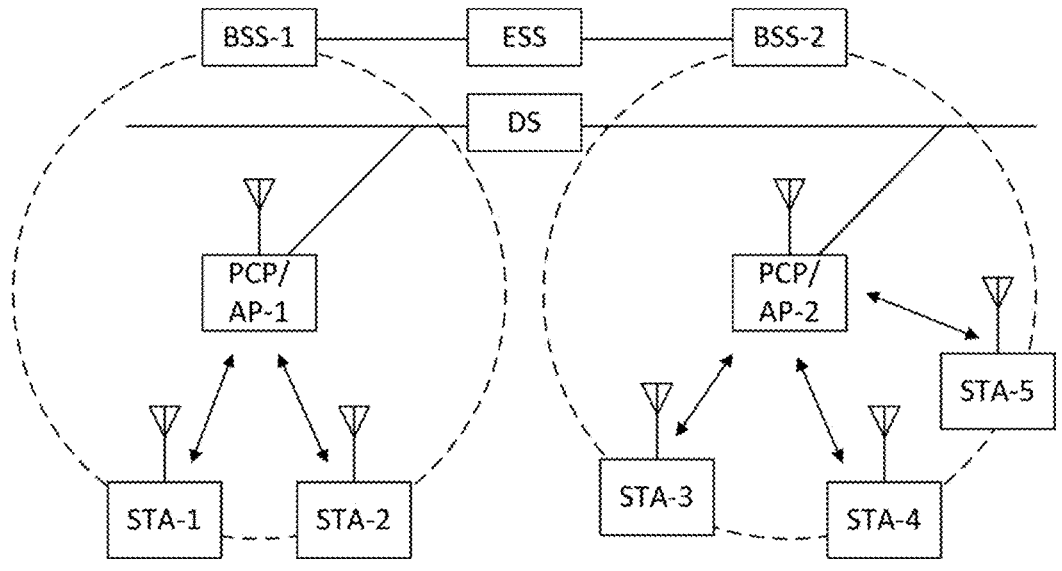 BSS-1
ESS
BSS-2
DS
PCP/
AP-1
PCP/
AP-2
STA-5
STA-3
STA-1
STA-2
STA-4